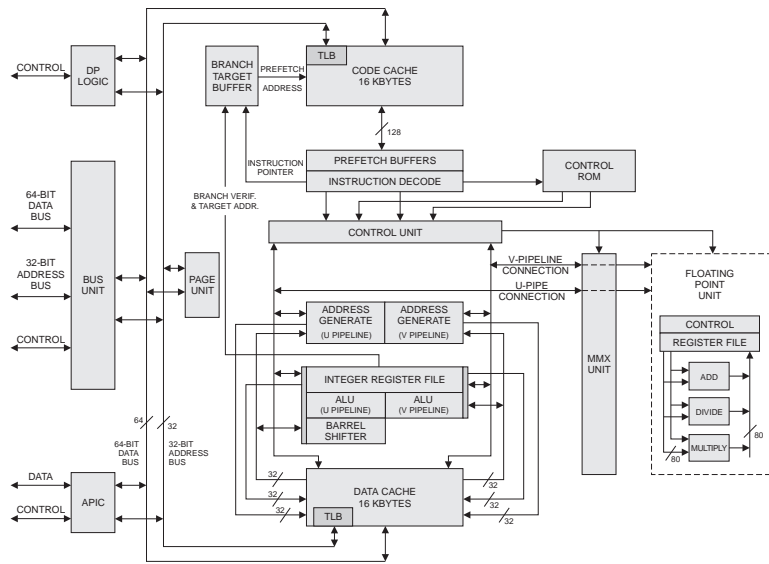 CONTROL
DP
LOGIC
BRANCH
TARGET
BUFFER
PREFETCH
ADDRESS
TLB
CODE CACHE
16 KBYTES
128
INSTRUCTION
POINTER
PREFETCH BUFFERS
INSTRUCTION DECODE
CONTROL
ROM
BRANCH VERIF.
& TARGET ADDR.
CONTROL UNIT
64-BIT
DATA
BUS
32-BIT
ADDRESS
BUS
CONTROL
BUS
UNIT
PAGE
UNIT
V-PIPELINE
CONNECTION
U-PIPE
CONNECTION
FLOATING
POINT
UNIT
ADDRESS
GENERATE
(U PIPELINE)
ADDRESS
GENERATE
(V PIPELINE)
MMX
UNIT
CONTROL
REGISTER FILE
ADD
DIVIDE
MULTIPLY
80
80
INTEGER REGISTER FILE
ALU
(U PIPELINE)
ALU
(V PIPELINE)
BARREL
SHIFTER
64
32
64-BIT
DATA
BUS
32-BIT
ADDRESS
BUS
DATA
CONTROL
APIC
32
32
32
32
32
32
DATA CACHE
16 KBYTES
TLB